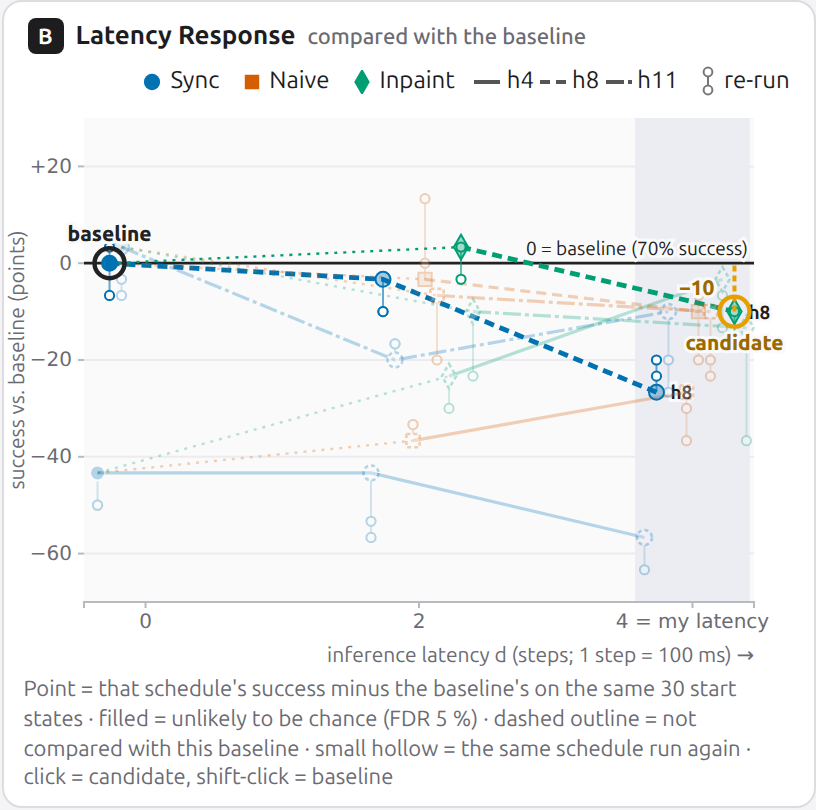 B Latency Response compared with the baseline
Sync Naive Inpaint h4 h8 h11 re-run
success vs. baseline (points)
+20
baseline
0
0 = baseline (70% success)
−10
h8
candidate
−20
h8
−40
−60
0 2 4 = my latency
inference latency d (steps; 1 step = 100 ms) →
Point = that schedule's success minus the baseline's on the same 30 start
states · filled = unlikely to be chance (FDR 5 %) · dashed outline = not
compared with this baseline · small hollow = the same schedule run again ·
click = candidate, shift-click = baseline